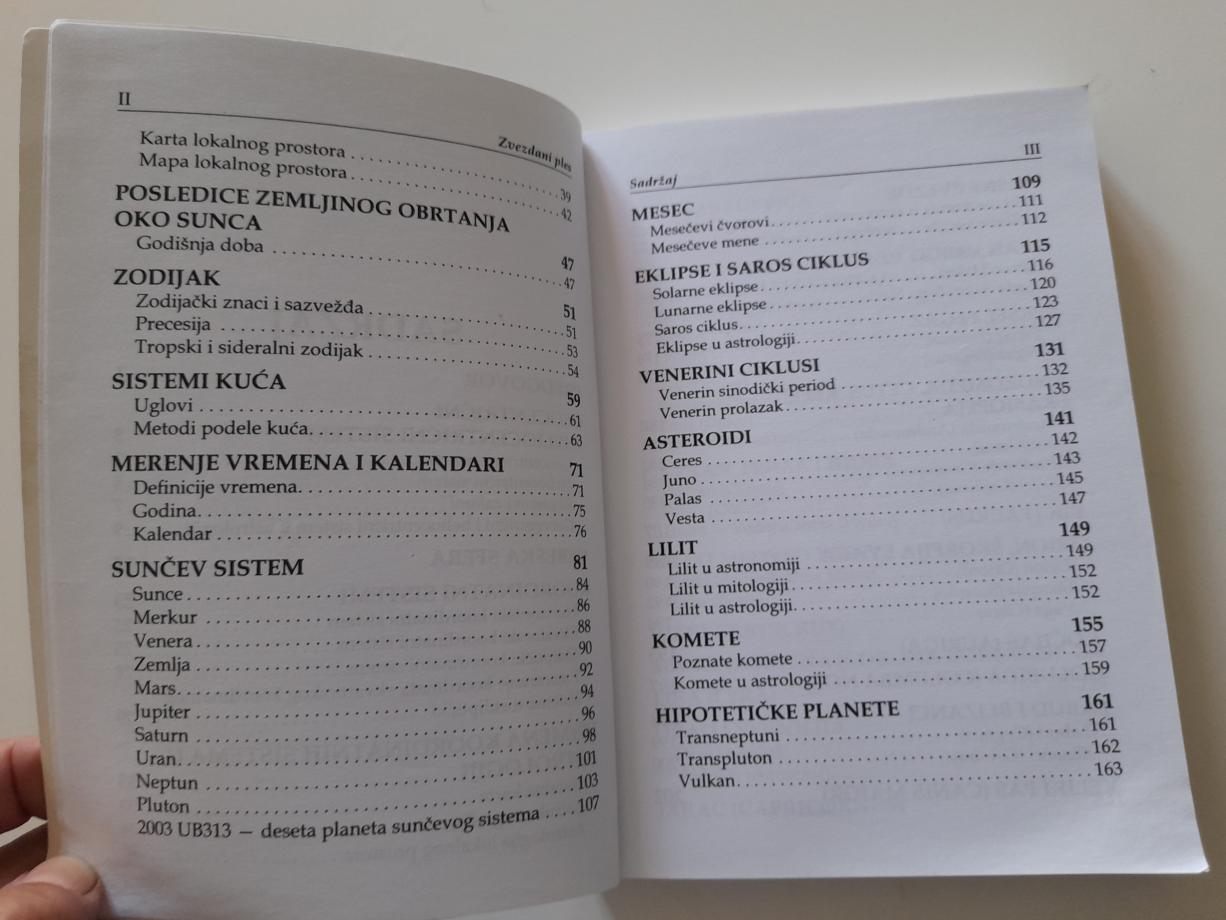 II
Zvezdani ples
Karta lokalnog prostora . . . . . . . . . . . . . . . . . . . . . . . . . . 39
Mapa lokalnog prostora . . . . . . . . . . . . . . . . . . . . . . . . . . 42
POSLEDICE ZEMLJINOG OBRTANJA
OKO SUNCA 47
Godišnja doba . . . . . . . . . . . . . . . . . . . . . . . . . . . . . . . . 47
ZODIJAK 51
Zodijački znaci i sazvežđa . . . . . . . . . . . . . . . . . . . . . . . . 51
Precesija . . . . . . . . . . . . . . . . . . . . . . . . . . . . . . . . . . . . 53
Tropski i sideralni zodijak . . . . . . . . . . . . . . . . . . . . . . . . 54
SISTEMI KUĆA 59
Uglovi . . . . . . . . . . . . . . . . . . . . . . . . . . . . . . . . . . . . . . 61
Metodi podele kuća. . . . . . . . . . . . . . . . . . . . . . . . . . . . . 63
MERENJE VREMENA I KALENDARI 71
Definicije vremena. . . . . . . . . . . . . . . . . . . . . . . . . . . . . 71
Godina. . . . . . . . . . . . . . . . . . . . . . . . . . . . . . . . . . . . . . 75
Kalendar . . . . . . . . . . . . . . . . . . . . . . . . . . . . . . . . . . . . 76
SUNČEV SISTEM 81
Sunce . . . . . . . . . . . . . . . . . . . . . . . . . . . . . . . . . . . . . . 84
Merkur . . . . . . . . . . . . . . . . . . . . . . . . . . . . . . . . . . . . . 86
Venera . . . . . . . . . . . . . . . . . . . . . . . . . . . . . . . . . . . . . 88
Zemlja . . . . . . . . . . . . . . . . . . . . . . . . . . . . . . . . . . . . . 90
Mars. . . . . . . . . . . . . . . . . . . . . . . . . . . . . . . . . . . . . . . 92
Jupiter . . . . . . . . . . . . . . . . . . . . . . . . . . . . . . . . . . . . . 94
Saturn . . . . . . . . . . . . . . . . . . . . . . . . . . . . . . . . . . . . . 96
Uran. . . . . . . . . . . . . . . . . . . . . . . . . . . . . . . . . . . . . . . 98
Neptun . . . . . . . . . . . . . . . . . . . . . . . . . . . . . . . . . . . . 101
Pluton . . . . . . . . . . . . . . . . . . . . . . . . . . . . . . . . . . . . 103
2003 UB313 — deseta planeta sunčevog sistema . . . . 107
Sadržaj III
MESEC 109
Mesečevi čvorovi. . . . . . . . . . . . . . . . . . . . . . . . . . . . . 111
Mesečeve mene . . . . . . . . . . . . . . . . . . . . . . . . . . . . . . 112
EKLIPSE I SAROS CIKLUS 115
Solarne eklipse. . . . . . . . . . . . . . . . . . . . . . . . . . . . . . . 116
Lunarne eklipse . . . . . . . . . . . . . . . . . . . . . . . . . . . . . . 120
Saros ciklus. . . . . . . . . . . . . . . . . . . . . . . . . . . . . . . . . . 123
Eklipse u astrologiji. . . . . . . . . . . . . . . . . . . . . . . . . . . . 127
VENERINI CIKLUSI 131
Venerin sinodički period . . . . . . . . . . . . . . . . . . . . . . . 132
Venerin prolazak. . . . . . . . . . . . . . . . . . . . . . . . . . . . . . 135
ASTEROIDI 141
Ceres . . . . . . . . . . . . . . . . . . . . . . . . . . . . . . . . . . . . . . 142
Juno . . . . . . . . . . . . . . . . . . . . . . . . . . . . . . . . . . . . . . . 143
Palas . . . . . . . . . . . . . . . . . . . . . . . . . . . . . . . . . . . . . . 145
Vesta . . . . . . . . . . . . . . . . . . . . . . . . . . . . . . . . . . . . . . 147
LILIT 149
Lilit u astronomiji . . . . . . . . . . . . . . . . . . . . . . . . . . . . 149
Lilit u mitologiji. . . . . . . . . . . . . . . . . . . . . . . . . . . . . . 152
Lilit u astrologiji. . . . . . . . . . . . . . . . . . . . . . . . . . . . . . 152
KOMETE 155
Poznate komete . . . . . . . . . . . . . . . . . . . . . . . . . . . . . . 157
Komete u astrologiji . . . . . . . . . . . . . . . . . . . . . . . . . . 159
HIPOTETIČKE PLANETE 161
Transneptuni . . . . . . . . . . . . . . . . . . . . . . . . . . . . . . . . 161
Transpluton . . . . . . . . . . . . . . . . . . . . . . . . . . . . . . . . . 162
Vulkan. . . . . . . . . . . . . . . . . . . . . . . . . . . . . . . . . . . . . 163